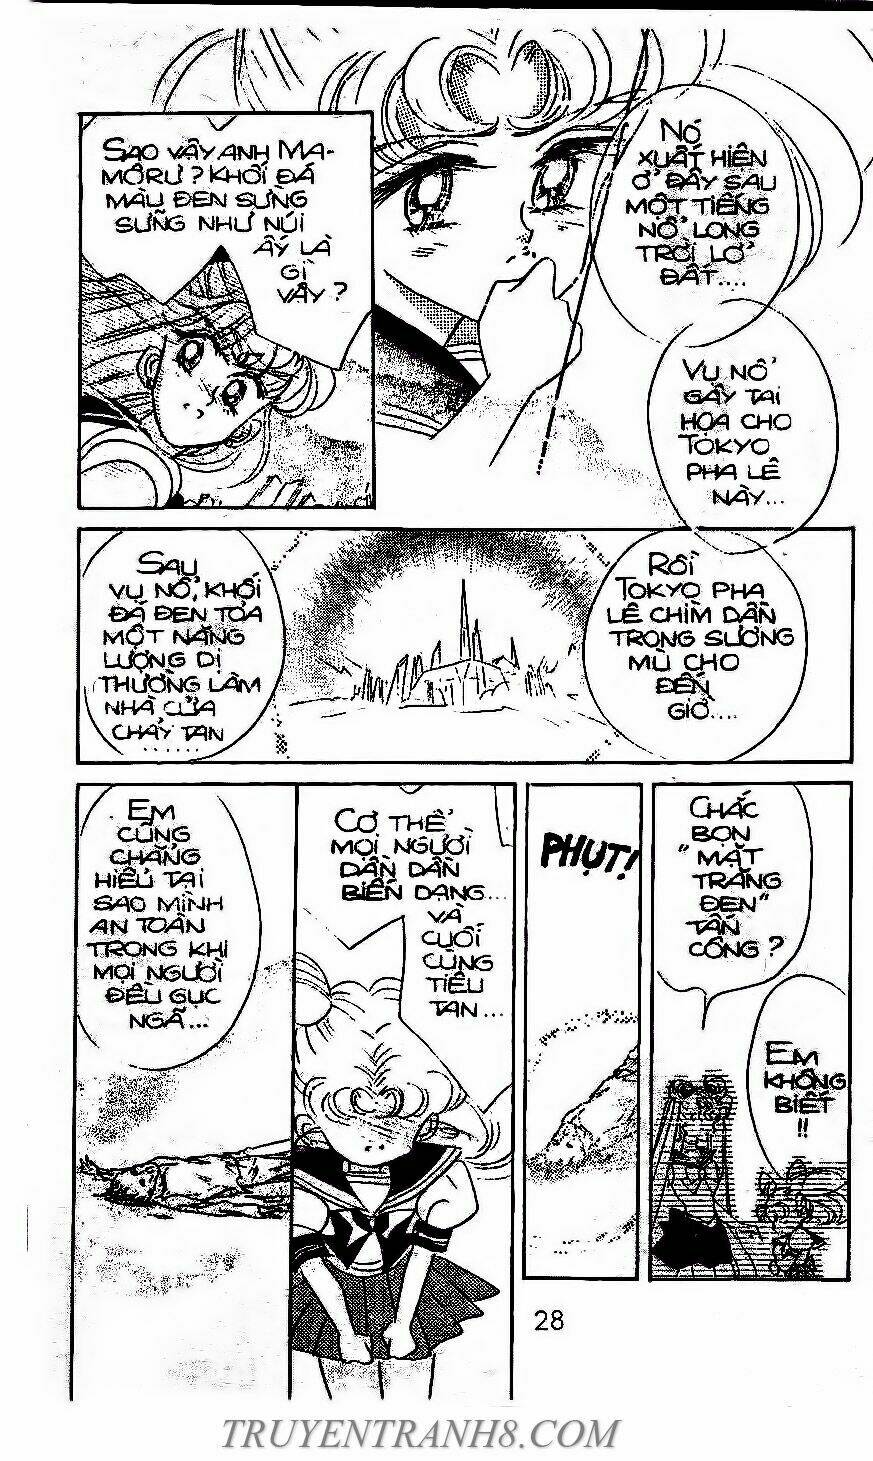 SAO VẬY ANH MA-
MÔRƯ? KHỐI ĐÁ
MÀU ĐEN SỪNG
SỮNG NHƯ NÚI
ẤY LÀ
GÌ
VẬY?
NÓ
XUẤT HIỆN
Ở ĐÂY SAU
MỘT TIẾNG
NỔ LONG
TRỜI LỞ
ĐẤT....
VỤ NỔ
GÂY TAI
HỌA CHO
TOKYO
PHA LÊ
NÀY...
SAU
VỤ NỔ, KHỐI
ĐÁ ĐEN TỎA
MỘT NĂNG
LƯỢNG DỊ
THƯỜNG LÀM
NHÀ CỬA
CHẢY TAN
......
RỒI
TOKYO PHA
LÊ CHÌM DẦN
TRONG SƯƠNG
MÙ CHO
ĐẾN
GIỜ....
EM
CŨNG
CHẲNG
HIỂU TẠI
SAO MÌNH
AN TOÀN
TRONG KHI
MỌI NGƯỜI
ĐỀU GỤC
NGÃ...
CƠ THỂ
MỌI NGƯỜI
DẦN DẦN
BIẾN DẠNG...
VÀ
CUỐI
CÙNG
TIÊU
TAN...
PHỤT!
CHẮC
BỌN
"MẶT
TRĂNG
ĐEN"
TẤN
CÔNG?
EM
KHÔNG
BIẾT
!!
28
TRUYENTRANH8.COM